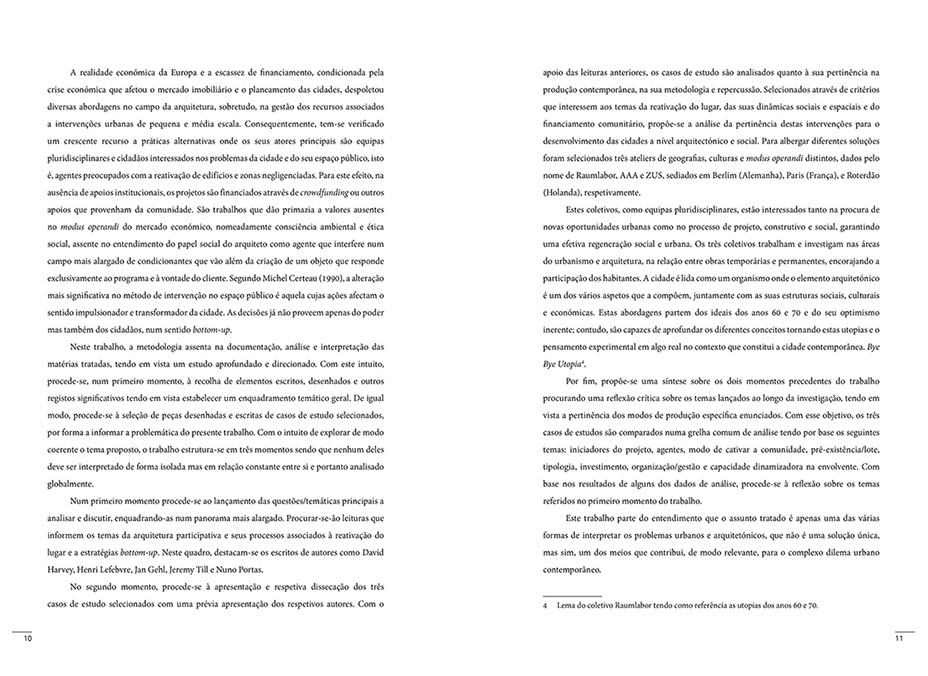 A realidade económica da Europa e a escassez de financiamento, condicionada pela
crise económica que afetou o mercado imobiliário e o planeamento das cidades, despoletou
diversas abordagens no campo da arquitetura, sobretudo, na gestão dos recursos associados
a intervenções urbanas de pequena e média escala. Consequentemente, tem-se verificado
um crescente recurso a práticas alternativas onde os seus atores principais são equipas
pluridisciplinares e cidadãos interessados nos problemas da cidade e do seu espaço público, isto
é, agentes preocupados com a reativação de edifícios e zonas negligenciadas. Para este efeito, na
ausência de apoios institucionais, os projetos são financiados através de crowdfunding ou outros
apoios que provenham da comunidade. São trabalhos que dão primazia a valores ausentes
no modus operandi do mercado económico, nomeadamente consciência ambiental e ética
social, assente no entendimento do papel social do arquiteto como agente que interfere num
campo mais alargado de condicionantes que vão além da criação de um objeto que responde
exclusivamente ao programa e à vontade do cliente. Segundo Michel Certeau (1990), a alteração
mais significativa no método de intervenção no espaço público é aquela cujas ações afectam o
sentido impulsionador e transformador da cidade. As decisões já não proveem apenas do poder
mas também dos cidadãos, num sentido bottom-up.
Neste trabalho, a metodologia assenta na documentação, análise e interpretação das
matérias tratadas, tendo em vista um estudo aprofundado e direcionado. Com este intuito,
procede-se, num primeiro momento, à recolha de elementos escritos, desenhados e outros
registos significativos tendo em vista estabelecer um enquadramento temático geral. De igual
modo, procede-se à seleção de peças desenhadas e escritas de casos de estudo selecionados,
por forma a informar a problemática do presente trabalho. Com o intuito de explorar de modo
coerente o tema proposto, o trabalho estrutura-se em três momentos sendo que nenhum deles
deve ser interpretado de forma isolada mas em relação constante entre si e portanto analisado
globalmente.
Num primeiro momento procede-se ao lançamento das questões/temáticas principais a
analisar e discutir, enquadrando-as num panorama mais alargado. Procurar-se-ão leituras que
informem os temas da arquitetura participativa e seus processos associados à reativação do
lugar e a estratégias bottom-up. Neste quadro, destacam-se os escritos de autores como David
Harvey, Henri Lefebvre, Jan Gehl, Jeremy Till e Nuno Portas.
No segundo momento, procede-se à apresentação e respetiva dissecação dos três
casos de estudo selecionados com uma prévia apresentação dos respetivos autores. Com o
10
apoio das leituras anteriores, os casos de estudo são analisados quanto à sua pertinência na
produção contemporânea, na sua metodologia e repercussão. Selecionados através de critérios
que interessem aos temas da reativação do lugar, das suas dinâmicas sociais e espaciais e do
financiamento comunitário, propõe-se a análise da pertinência destas intervenções para o
desenvolvimento das cidades a nível arquitectónico e social. Para albergar diferentes soluções
foram selecionados três ateliers de geografias, culturas e modus operandi distintos, dados pelo
nome de Raumlabor, AAA e ZUS, sediados em Berlim (Alemanha), Paris (França), e Roterdão
(Holanda), respetivamente.
Estes coletivos, como equipas pluridisciplinares, estão interessados tanto na procura de
novas oportunidades urbanas como no processo de projeto, construtivo e social, garantindo
uma efetiva regeneração social e urbana. Os três coletivos trabalham e investigam nas áreas
do urbanismo e arquitetura, na relação entre obras temporárias e permanentes, encorajando a
participação dos habitantes. A cidade é lida como um organismo onde o elemento arquitetónico
é um dos vários aspetos que a compõem, juntamente com as suas estruturas sociais, culturais
e económicas. Estas abordagens partem dos ideais dos anos 60 e 70 e do seu optimismo
inerente; contudo, são capazes de aprofundar os diferentes conceitos tornando estas utopias e o
pensamento experimental em algo real no contexto que constitui a cidade contemporânea. Bye
Bye Utopia⁴.
Por fim, propõe-se uma síntese sobre os dois momentos precedentes do trabalho
procurando uma reflexão crítica sobre os temas lançados ao longo da investigação, tendo em
vista a pertinência dos modos de produção específica enunciados. Com esse objetivo, os três
casos de estudos são comparados numa grelha comum de análise tendo por base os seguintes
temas: iniciadores do projeto, agentes, modo de cativar a comunidade, pré-existência/lote,
tipologia, investimento, organização/gestão e capacidade dinamizadora na envolvente. Com
base nos resultados de alguns dos dados de análise, procede-se à reflexão sobre os temas
referidos no primeiro momento do trabalho.
Este trabalho parte do entendimento que o assunto tratado é apenas uma das várias
formas de interpretar os problemas urbanos e arquitetónicos, que não é uma solução única,
mas sim, um dos meios que contribui, de modo relevante, para o complexo dilema urbano
contemporâneo.
4 Lema do coletivo Raumlabor tendo como referência as utopias dos anos 60 e 70.
11